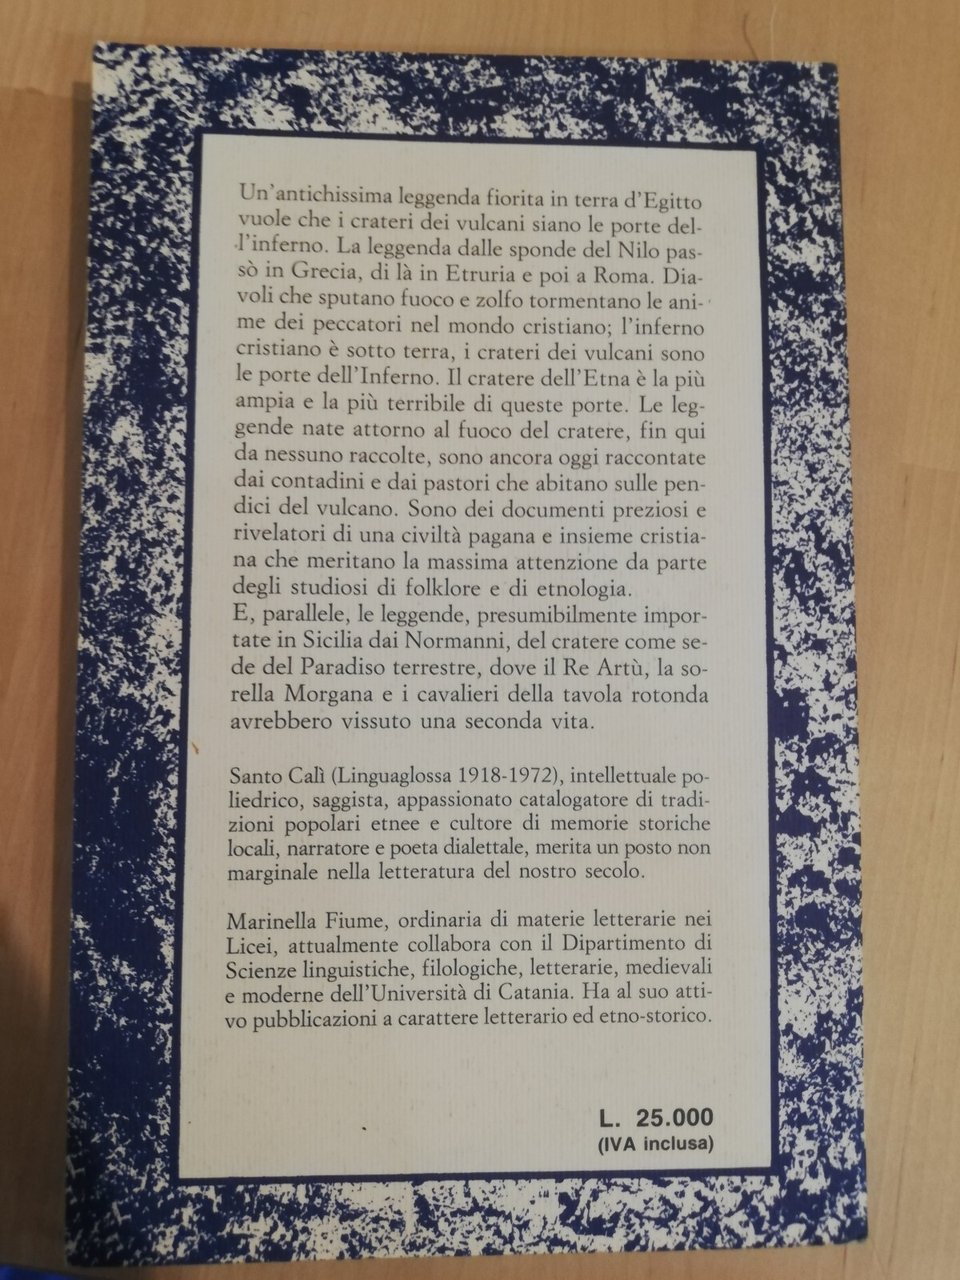 Un'antichissima leggenda fiorita in terra d'Egitto
vuole che i crateri dei vulcani siano le porte del-
l'inferno. La leggenda dalle sponde del Nilo pas-
sò in Grecia, di là in Etruria e poi a Roma. Dia-
voli che sputano fuoco e zolfo tormentano le ani-
me dei peccatori nel mondo cristiano; l'inferno
cristiano è sotto terra, i crateri dei vulcani sono
le porte dell'Inferno. Il cratere dell'Etna è la più
ampia e la più terribile di queste porte. Le leg-
gende nate attorno al fuoco del cratere, fin qui
da nessuno raccolte, sono ancora oggi raccontate
dai contadini e dai pastori che abitano sulle pen-
dici del vulcano. Sono dei documenti preziosi e
rivelatori di una civiltà pagana e insieme cristia-
na che meritano la massima attenzione da parte
degli studiosi di folklore e di etnologia.
E, parallele, le leggende, presumibilmente impor-
tate in Sicilia dai Normanni, del cratere come se-
de del Paradiso terrestre, dove il Re Artù, la so-
rella Morgana e i cavalieri della tavola rotonda
avrebbero vissuto una seconda vita.
Santo Calì (Linguaglossa 1918-1972), intellettuale po-
liedrico, saggista, appassionato catalogatore di tradi-
zioni popolari etnee e cultore di memorie storiche
locali, narratore e poeta dialettale, merita un posto non
marginale nella letteratura del nostro secolo.
Marinella Fiume, ordinaria di materie letterarie nei
Licei, attualmente collabora con il Dipartimento di
Scienze linguistiche, filologiche, letterarie, medievali
e moderne dell'Università di Catania. Ha al suo atti-
vo pubblicazioni a carattere letterario ed etno-storico.
L. 25.000
(IVA inclusa)